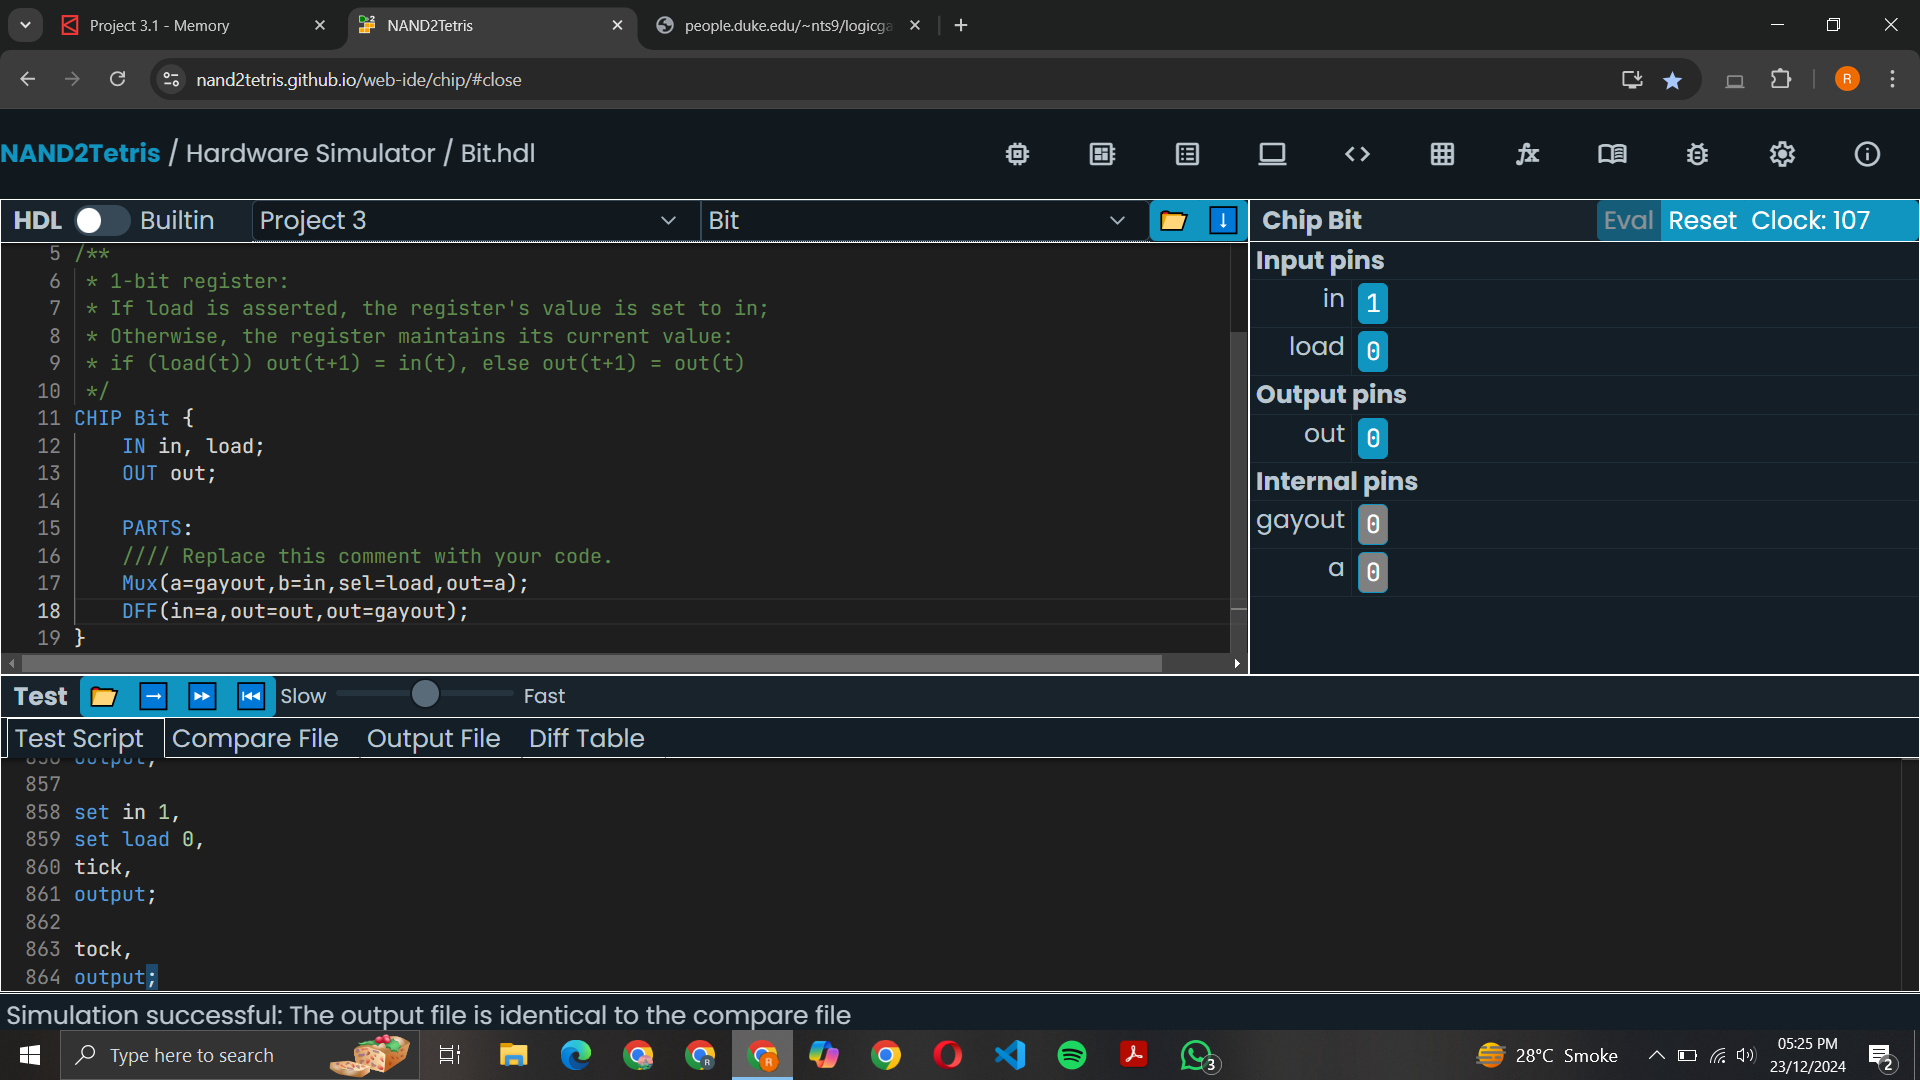 Project 3.1 - Memory
NAND2Tetris
people.duke.edu/~nts9/logicga
nand2tetris.github.io/web-ide/chip/#close
R
NAND2Tetris / Hardware Simulator / Bit.hdl
HDL Builtin Project 3 Bit
Chip Bit Eval Reset Clock: 107
5 /**
6 * 1-bit register:
7 * If load is asserted, the register's value is set to in;
8 * Otherwise, the register maintains its current value:
9 * if (load(t)) out(t+1) = in(t), else out(t+1) = out(t)
10 */
11 CHIP Bit {
12 IN in, load;
13 OUT out;
14
15 PARTS:
16 //// Replace this comment with your code.
17 Mux(a=gayout,b=in,sel=load,out=a);
18 DFF(in=a,out=out,out=gayout);
19 }
Input pins
in 1
load 0
Output pins
out 0
Internal pins
gayout 0
a 0
Test Slow Fast
Test Script Compare File Output File Diff Table
856 output;
857
858 set in 1,
859 set load 0,
860 tick,
861 output;
862
863 tock,
864 output;
Simulation successful: The output file is identical to the compare file
Type here to search
3
28°C Smoke
05:25 PM
23/12/2024
2